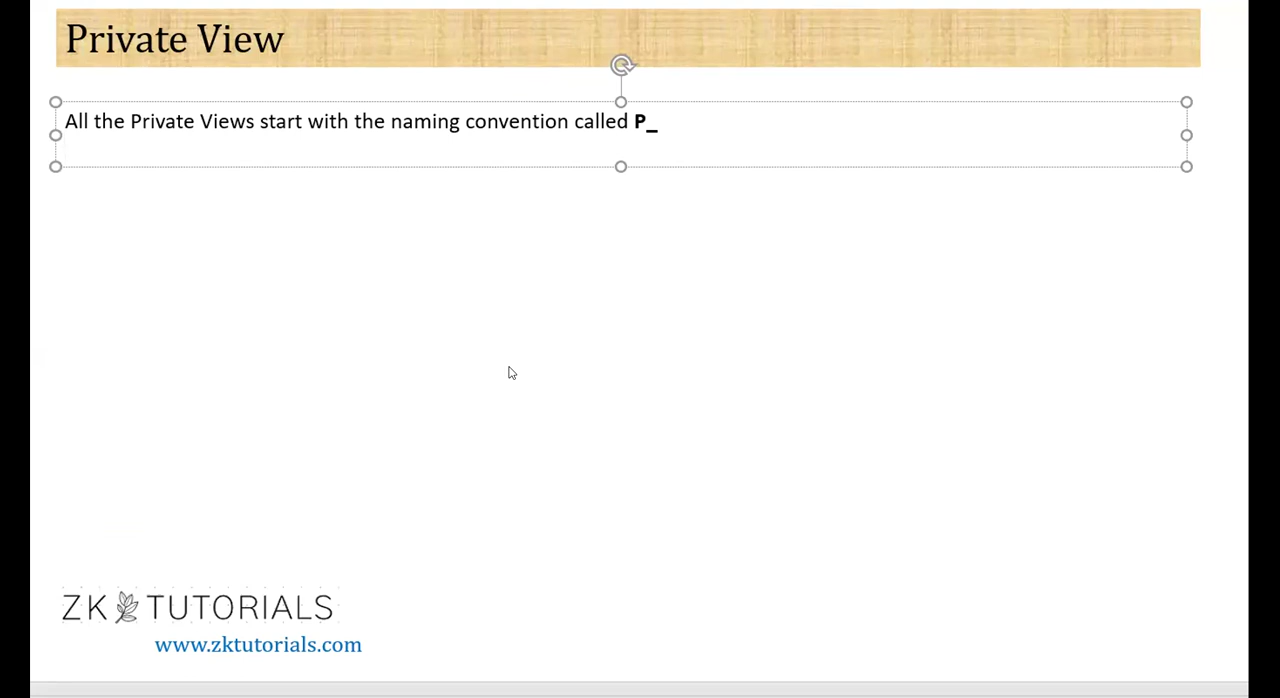 Private View
All the Private Views start with the naming convention called P_
ZK TUTORIALS
www.zktutorials.com